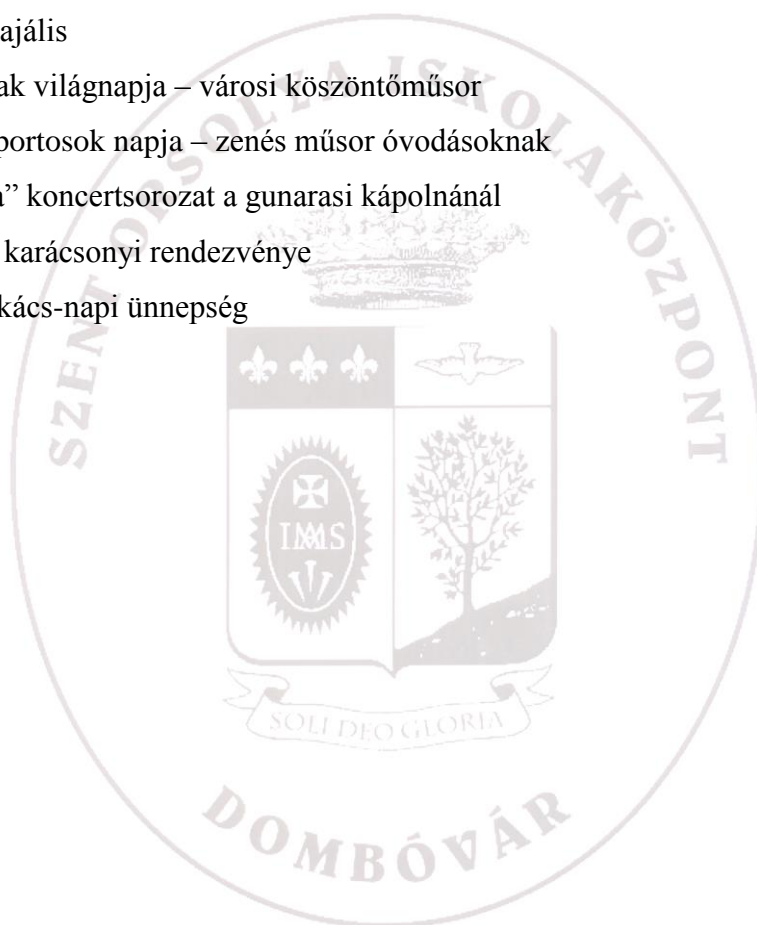 ajális
ak világnapja – városi köszöntőműsor
portosok napja – zenés műsor óvodásoknak
a” koncertsorozat a gunarasi kápolnánál
karácsonyi rendezvénye
kács-napi ünnepség
SZENT ORSOLYA ISKOLAKÖZPONT
SOLI DEO GLORIA
DOMBÓVÁR